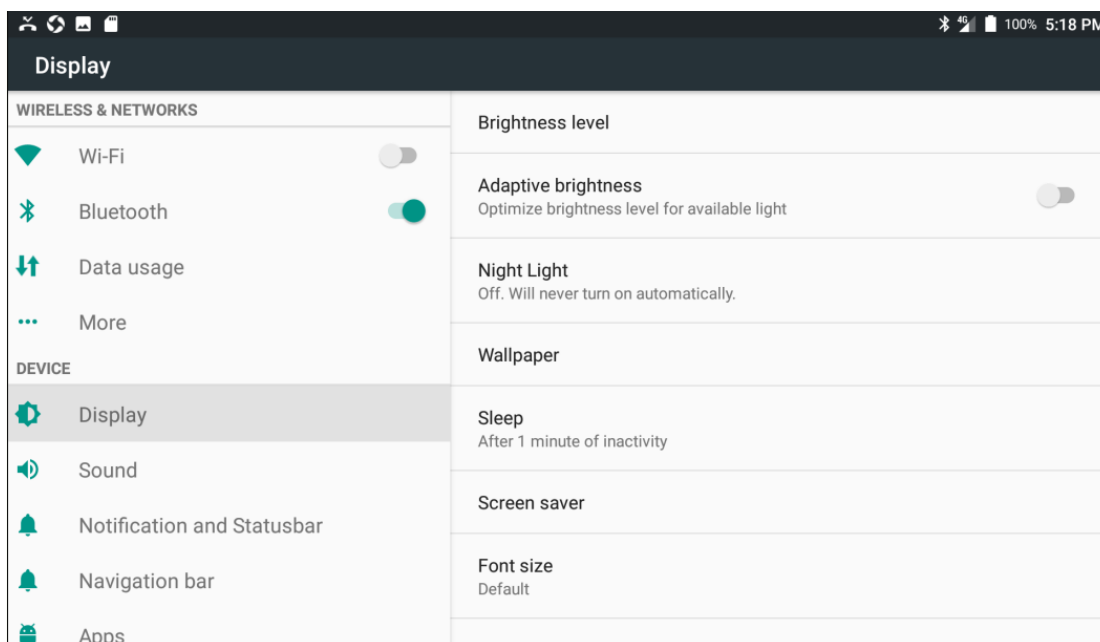 4G 100% 5:18 PM
Display
WIRELESS & NETWORKS
Wi-Fi
Bluetooth
Data usage
More
DEVICE
Display
Sound
Notification and Statusbar
Navigation bar
Apps
Brightness level
Adaptive brightness
Optimize brightness level for available light
Night Light
Off. Will never turn on automatically.
Wallpaper
Sleep
After 1 minute of inactivity
Screen saver
Font size
Default